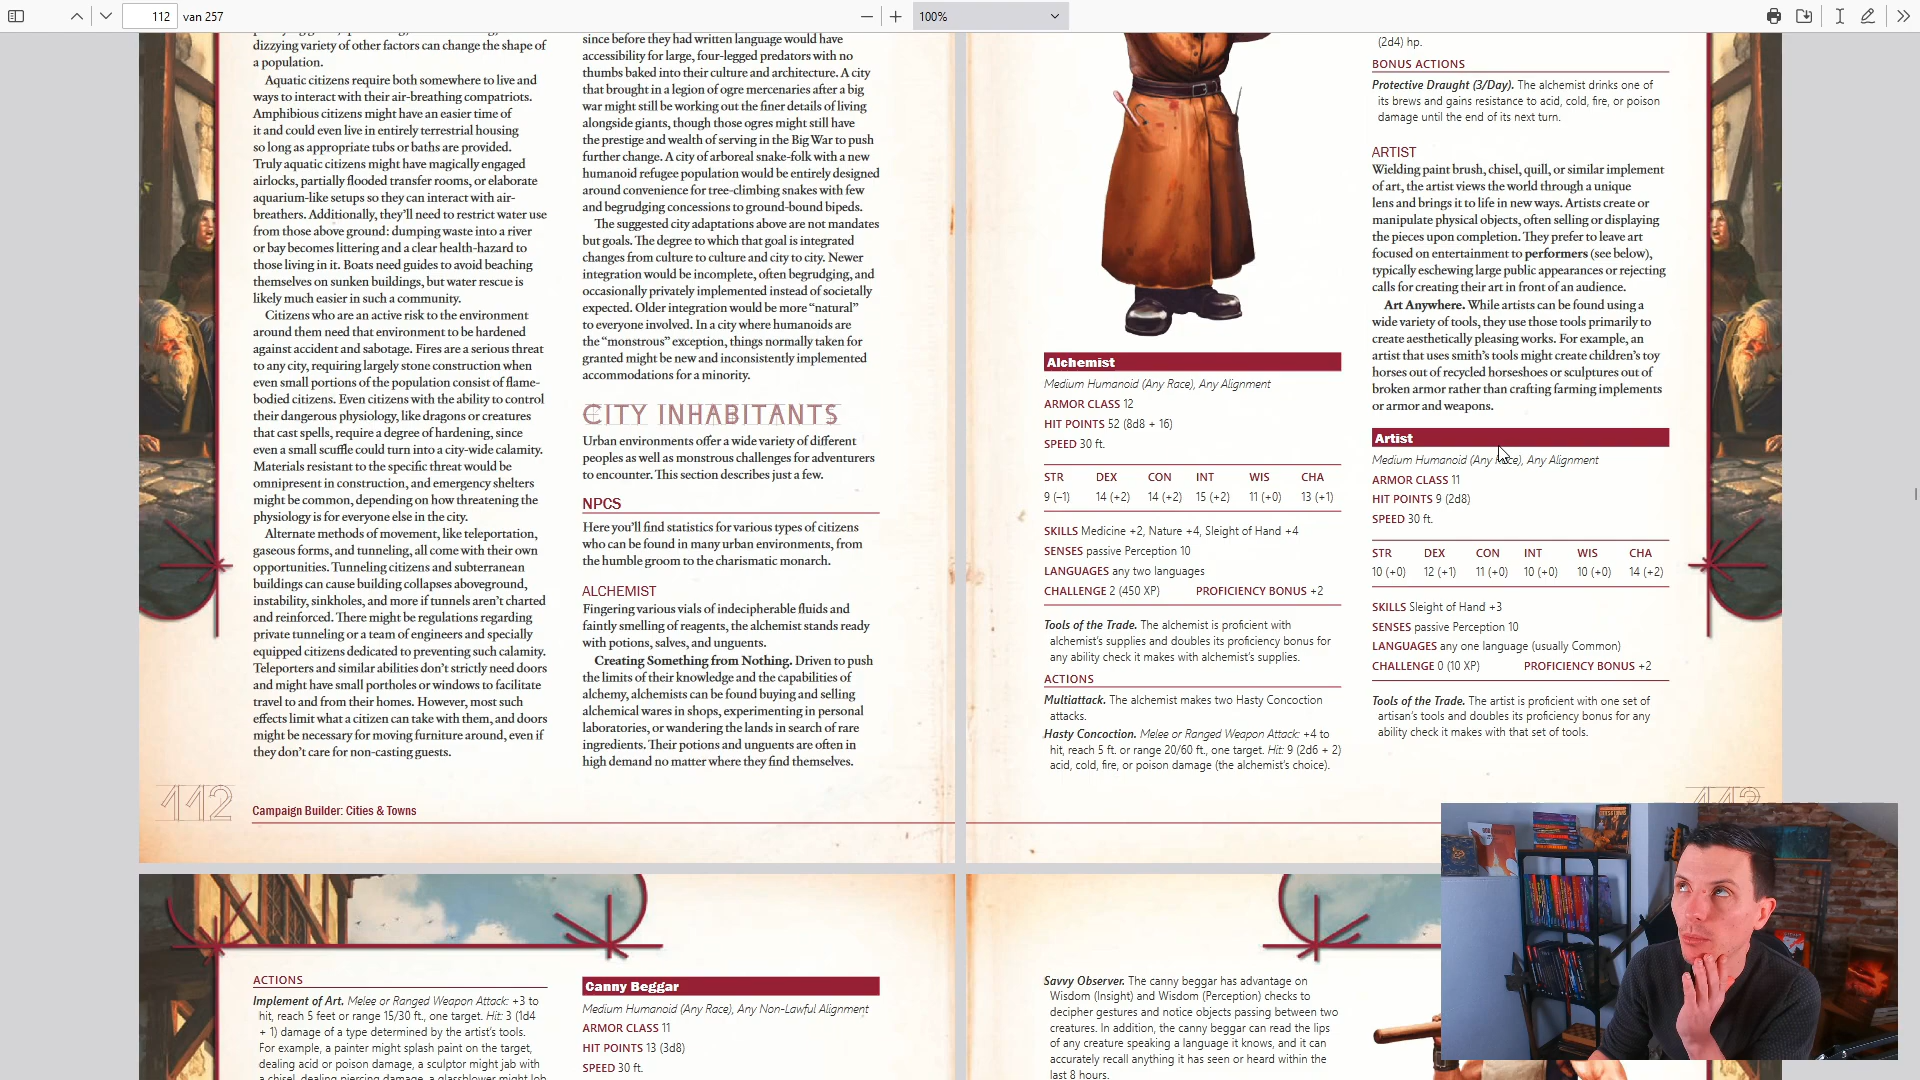 112
van 257
100%
dizzying variety of other factors can change the shape of
a population.
Aquatic citizens require both somewhere to live and
ways to interact with their air-breathing compatriots.
Amphibious citizens might have an easier time of
it and could even live in entirely terrestrial housing
so long as appropriate tubs or baths are provided.
Truly aquatic citizens might have magically engaged
airlocks, partially flooded transfer rooms, or elaborate
aquarium-like setups so they can interact with air-
breathers. Additionally, they'll need to restrict water use
from those above ground: dumping waste into a river
or bay becomes littering and a clear health-hazard to
those living in it. Boats need guides to avoid beaching
themselves on sunken buildings, but water rescue is
likely much easier in such a community.
Citizens who are an active risk to the environment
around them need that environment to be hardened
against accident and sabotage. Fires are a serious threat
to any city, requiring largely stone construction when
even small portions of the population consist of flame-
bodied citizens. Even citizens with the ability to control
their dangerous physiology, like dragons or creatures
that cast spells, require a degree of hardening, since
even a small scuffle could turn into a city-wide calamity.
Materials resistant to the specific threat would be
omnipresent in construction, and emergency shelters
might be common, depending on how threatening the
physiology is for everyone else in the city.
Alternate methods of movement, like teleportation,
gaseous forms, and tunneling, all come with their own
opportunities. Tunneling citizens and subterranean
buildings can cause building collapses aboveground,
instability, sinkholes, and more if tunnels aren't charted
and reinforced. There might be regulations regarding
private tunneling or a team of engineers and specially
equipped citizens dedicated to preventing such calamity.
Teleporters and similar abilities don't strictly need doors
and might have small portholes or windows to facilitate
travel to and from their homes. However, most such
effects limit what a citizen can take with them, and doors
might be necessary for moving furniture around, even if
they don't care for non-casting guests.
since before they had written language would have
accessibility for large, four-legged predators with no
thumbs baked into their culture and architecture. A city
that brought in a legion of ogre mercenaries after a big
war might still be working out the finer details of living
alongside giants, though those ogres might still have
the prestige and wealth of serving in the Big War to push
further change. A city of arboreal snake-folk with a new
humanoid refugee population would be entirely designed
around convenience for tree-climbing snakes with few
and begrudging concessions to ground-bound bipeds.
The suggested city adaptations above are not mandates
but goals. The degree to which that goal is integrated
changes from culture to culture and city to city. Newer
integration would be incomplete, often begrudging, and
occasionally privately implemented instead of societally
expected. Older integration would be more “natural”
to everyone involved. In a city where humanoids are
the “monstrous” exception, things normally taken for
granted might be new and inconsistently implemented
accommodations for a minority.
CITY INHABITANTS
Urban environments offer a wide variety of different
peoples as well as monstrous challenges for adventurers
to encounter. This section describes just a few.
NPCS
Here you'll find statistics for various types of citizens
who can be found in many urban environments, from
the humble groom to the charismatic monarch.
ALCHEMIST
Fingering various vials of indecipherable fluids and
faintly smelling of reagents, the alchemist stands ready
with potions, salves, and unguents.
Creating Something from Nothing. Driven to push
the limits of their knowledge and the capabilities of
alchemy, alchemists can be found buying and selling
alchemical wares in shops, experimenting in personal
laboratories, or wandering the lands in search of rare
ingredients. Their potions and unguents are often in
high demand no matter where they find themselves.
112
Campaign Builder: Cities & Towns
Alchemist
Medium Humanoid (Any Race), Any Alignment
ARMOR CLASS 12
HIT POINTS 52 (8d8 + 16)
SPEED 30 ft.
STR DEX CON INT WIS CHA
9 (–1) 14 (+2) 14 (+2) 15 (+2) 11 (+0) 13 (+1)
SKILLS Medicine +2, Nature +4, Sleight of Hand +4
SENSES passive Perception 10
LANGUAGES any two languages
CHALLENGE 2 (450 XP) PROFICIENCY BONUS +2
Tools of the Trade. The alchemist is proficient with
alchemist's supplies and doubles its proficiency bonus for
any ability check it makes with alchemist's supplies.
ACTIONS
Multiattack. The alchemist makes two Hasty Concoction
attacks.
Hasty Concoction. Melee or Ranged Weapon Attack: +4 to
hit, reach 5 ft. or range 20/60 ft., one target. Hit: 9 (2d6 + 2)
acid, cold, fire, or poison damage (the alchemist's choice).
(2d4) hp.
BONUS ACTIONS
Protective Draught (3/Day). The alchemist drinks one of
its brews and gains resistance to acid, cold, fire, or poison
damage until the end of its next turn.
ARTIST
Wielding paint brush, chisel, quill, or similar implement
of art, the artist views the world through a unique
lens and brings it to life in new ways. Artists create or
manipulate physical objects, often selling or displaying
the pieces upon completion. They prefer to leave art
focused on entertainment to performers (see below),
typically eschewing large public appearances or rejecting
calls for creating their art in front of an audience.
Art Anywhere. While artists can be found using a
wide variety of tools, they use those tools primarily to
create aesthetically pleasing works. For example, an
artist that uses smith's tools might create children's toy
horses out of recycled horseshoes or sculptures out of
broken armor rather than crafting farming implements
or armor and weapons.
Artist
Medium Humanoid (Any Race), Any Alignment
ARMOR CLASS 11
HIT POINTS 9 (2d8)
SPEED 30 ft.
STR DEX CON INT WIS CHA
10 (+0) 12 (+1) 11 (+0) 10 (+0) 10 (+0) 14 (+2)
SKILLS Sleight of Hand +3
SENSES passive Perception 10
LANGUAGES any one language (usually Common)
CHALLENGE 0 (10 XP) PROFICIENCY BONUS +2
Tools of the Trade. The artist is proficient with one set of
artisan's tools and doubles its proficiency bonus for any
ability check it makes with that set of tools.
ACTIONS
Implement of Art. Melee or Ranged Weapon Attack: +3 to
hit, reach 5 feet or range 15/30 ft., one target. Hit: 3 (1d4
+ 1) damage of a type determined by the artist's tools.
For example, a painter might splash paint on the target,
dealing acid or poison damage, a sculptor might jab with
a chisel, dealing piercing damage, a glassblower might lob
Canny Beggar
Medium Humanoid (Any Race), Any Non-Lawful Alignment
ARMOR CLASS 11
HIT POINTS 13 (3d8)
SPEED 30 ft.
Savvy Observer. The canny beggar has advantage on
Wisdom (Insight) and Wisdom (Perception) checks to
decipher gestures and notice objects passing between two
creatures. In addition, the canny beggar can read the lips
of any creature speaking a language it knows, and it can
accurately recall anything it has seen or heard within the
last 8 hours.